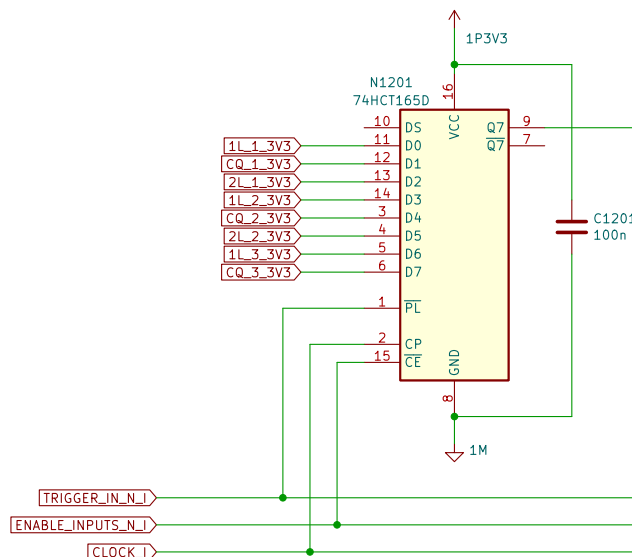 1P3V3
N1201
74HCT165D
16
VCC
10 DS Q7 9
11 D0 Q7 7
1L_1_3V3
CQ_1_3V3 12 D1
2L_1_3V3 13 D2
1L_2_3V3 14 D3
CQ_2_3V3 3 D4
2L_2_3V3 4 D5
1L_3_3V3 5 D6
CQ_3_3V3 6 D7
C1201
100n
1 PL
2 CP
15 CE
GND
8
1M
TRIGGER_IN_N_I
ENABLE_INPUTS_N_I
CLOCK_I